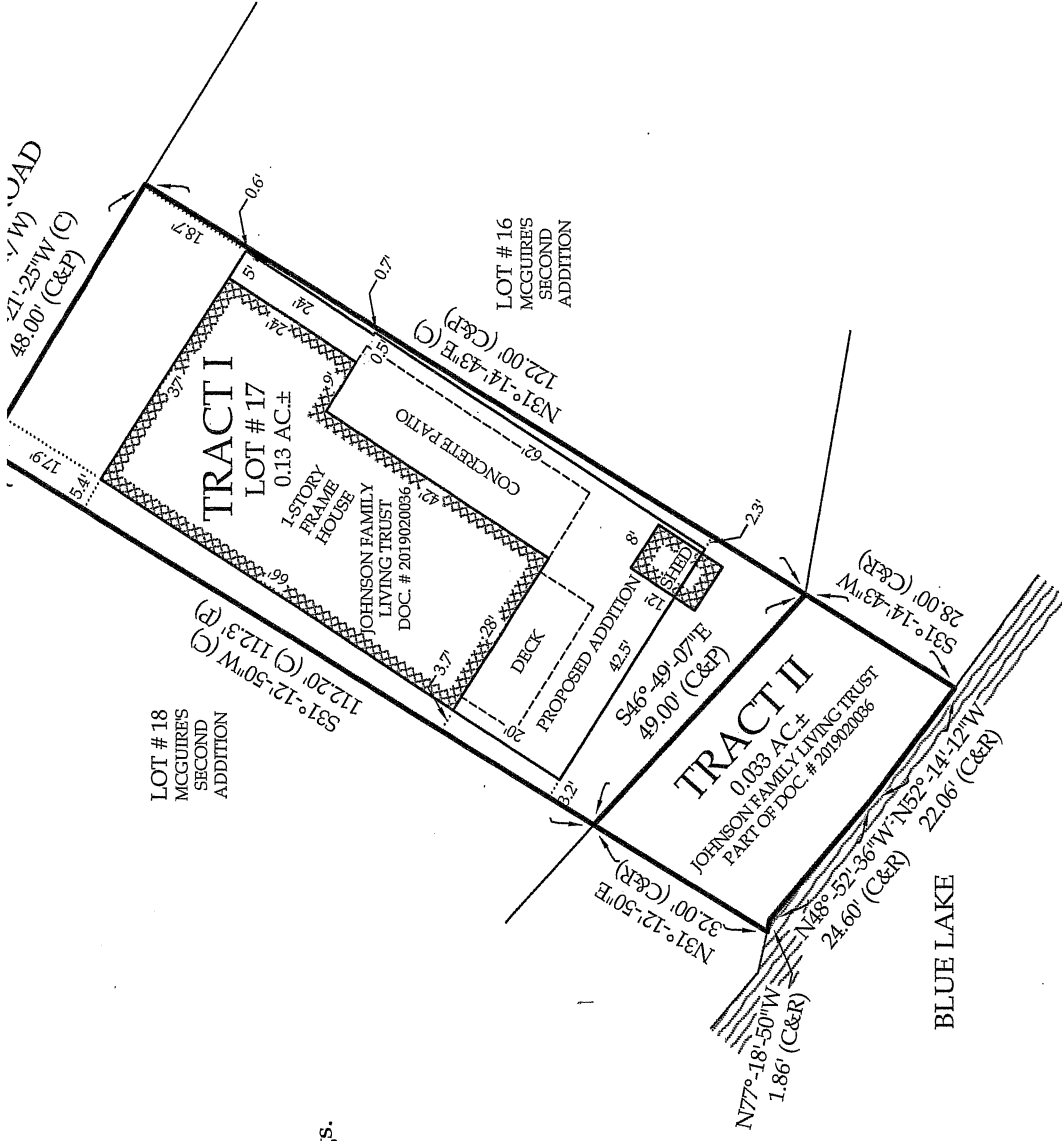 OAD
/ W)
21'-25"W (C)
48.00' (C&P)
18.7'
0.6'
17.9'
5.4'
5'
24'
24'
37'
0.7'
0.5'
9'
TRACT I
LOT # 17
0.13 AC.±
1-STORY
FRAME
HOUSE
JOHNSON FAMILY
LIVING TRUST
DOC. # 2019020036
CONCRETE PATIO
62'
42'
66'
N31°-14'-43"E (C)
122.00' (C&P)
LOT # 16
MCGUIRE'S
SECOND
ADDITION
S31°-12'-50"W (C)
112.20' (C) 112.3' (P)
LOT # 18
MCGUIRE'S
SECOND
ADDITION
3.7'
28'
DECK
20'
PROPOSED ADDITION
42.5'
8'
12'
SHED
2.3'
3.2'
S46°-49'-07"E
49.00' (C&P)
TRACT II
0.033 AC.±
JOHNSON FAMILY LIVING TRUST
PART OF DOC. # 2019020036
S31°-14'-43"W
28.00' (C&R)
N31°-12'-50"E
32.00' (C&R)
N52°-14'-12"W
22.06' (C&R)
N48°-52'-36"W
24.60' (C&R)
N77°-18'-50"W
1.86' (C&R)
BLUE LAKE
s.